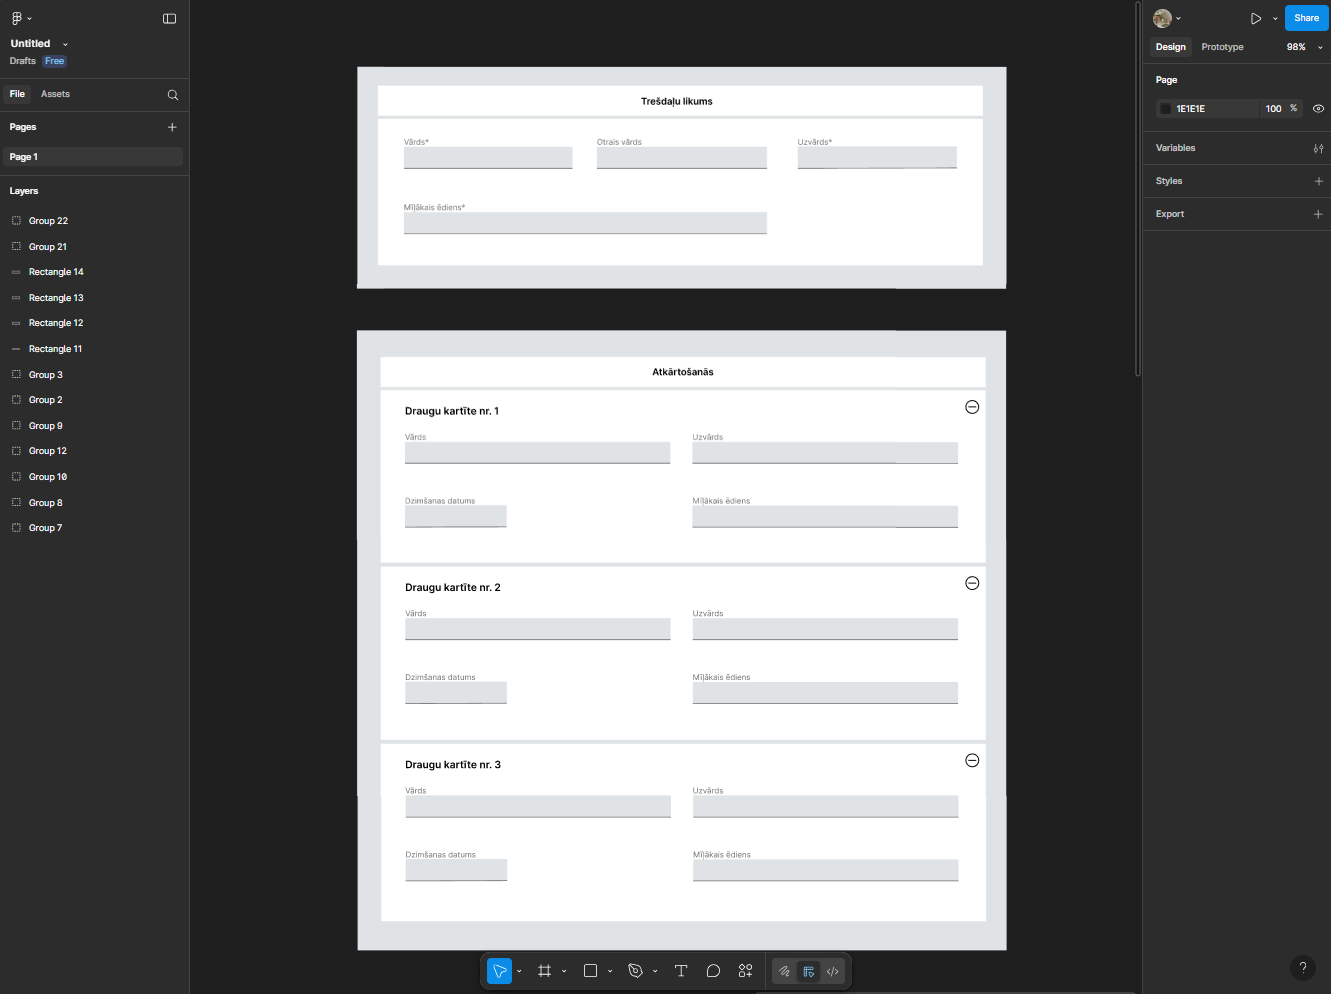 Untitled
Drafts Free
File Assets
Pages
Page 1
Layers
Group 22
Group 21
Rectangle 14
Rectangle 13
Rectangle 12
Rectangle 11
Group 3
Group 2
Group 9
Group 12
Group 10
Group 8
Group 7
Trešdaļu likums
Vārds* Otrais vārds Uzvārds*
Mīļākais ēdiens*
Atkārtošanās
Draugu kartīte nr. 1
Vārds Uzvārds
Dzimšanas datums Mīļākais ēdiens
Draugu kartīte nr. 2
Vārds Uzvārds
Dzimšanas datums Mīļākais ēdiens
Draugu kartīte nr. 3
Vārds Uzvārds
Dzimšanas datums Mīļākais ēdiens
Share
Design Prototype 98%
Page
1E1E1E 100 %
Variables
Styles
Export
?